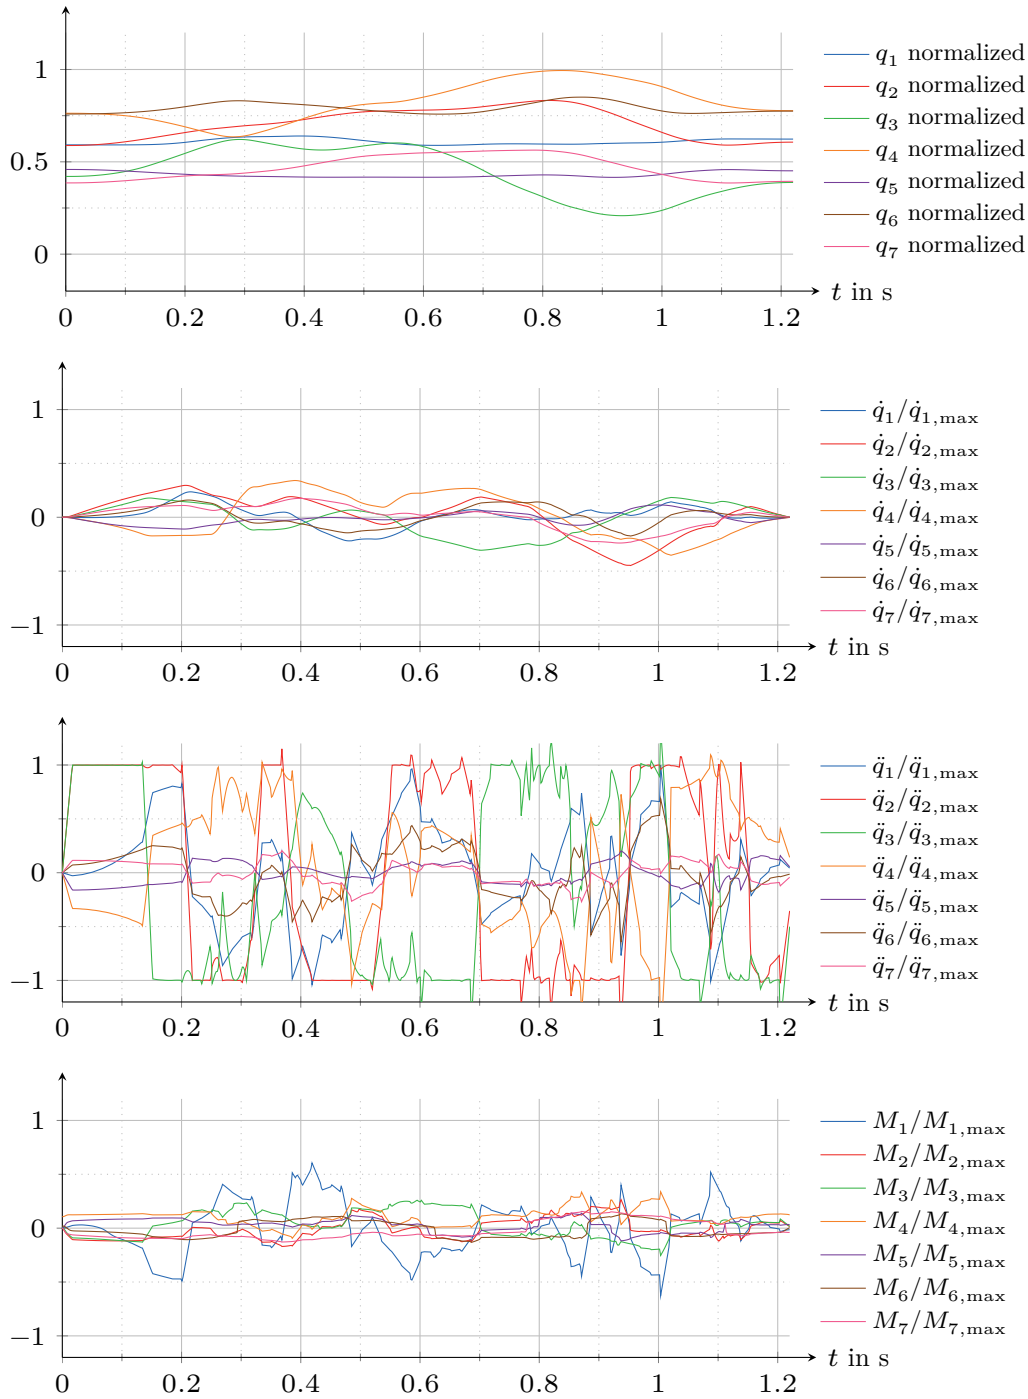 1
0.5
0
q₁ normalized
q₂ normalized
q₃ normalized
q₄ normalized
q₅ normalized
q₆ normalized
q₇ normalized
0 0.2 0.4 0.6 0.8 1 1.2
t in s
1
0
−1
q̇₁/q̇₁,max
q̇₂/q̇₂,max
q̇₃/q̇₃,max
q̇₄/q̇₄,max
q̇₅/q̇₅,max
q̇₆/q̇₆,max
q̇₇/q̇₇,max
0 0.2 0.4 0.6 0.8 1 1.2
t in s
1
0
−1
q̈₁/q̈₁,max
q̈₂/q̈₂,max
q̈₃/q̈₃,max
q̈₄/q̈₄,max
q̈₅/q̈₅,max
q̈₆/q̈₆,max
q̈₇/q̈₇,max
0 0.2 0.4 0.6 0.8 1 1.2
t in s
1
0
−1
M₁/M₁,max
M₂/M₂,max
M₃/M₃,max
M₄/M₄,max
M₅/M₅,max
M₆/M₆,max
M₇/M₇,max
0 0.2 0.4 0.6 0.8 1 1.2
t in s